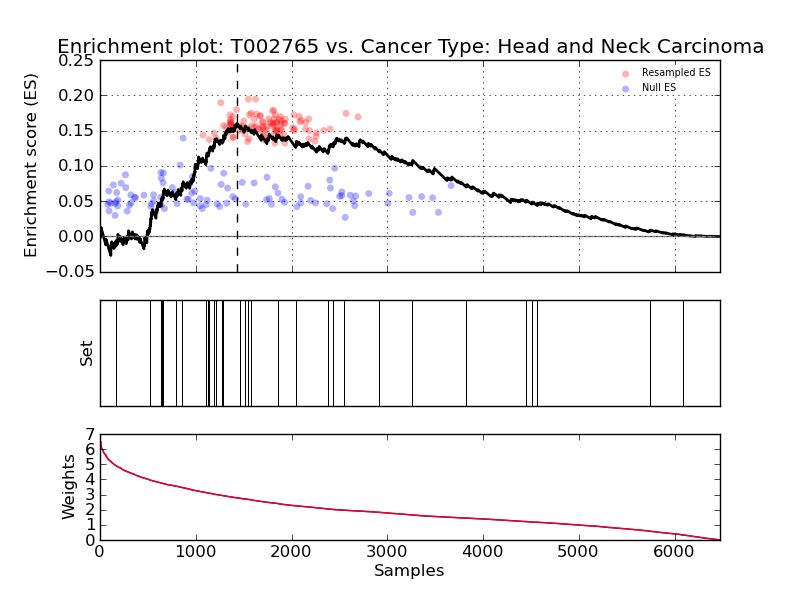 Enrichment plot: T002765 vs. Cancer Type: Head and Neck Carcinoma
0.25
0.20
0.15
0.10
0.05
0.00
−0.05
Enrichment score (ES)
Resampled ES
Null ES
Set
7
6
5
4
3
2
1
0
Weights
0 1000 2000 3000 4000 5000 6000
Samples